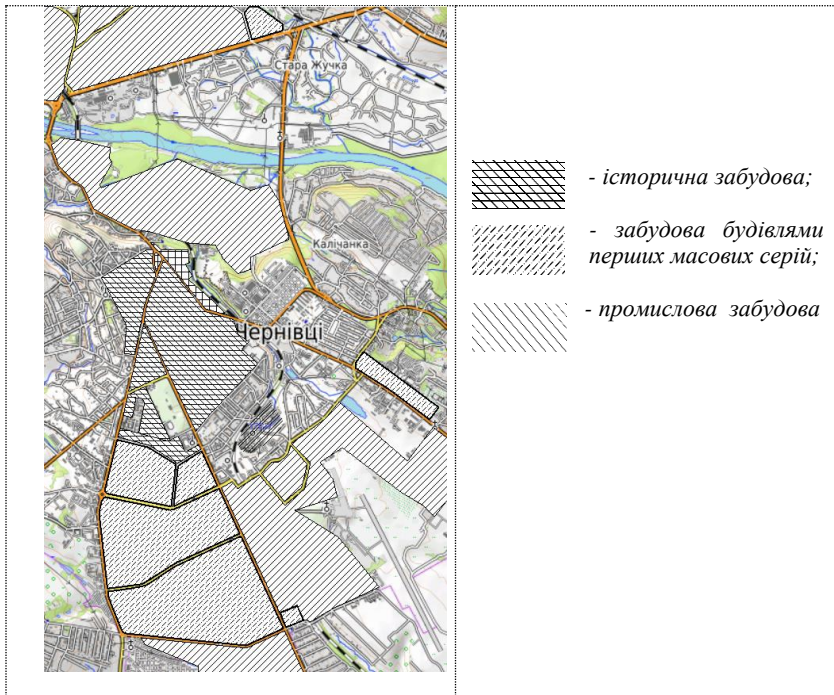 Стара Жучка
Калічанка
Чернівці
- історична забудова;
- забудова будівлями
перших масових серій;
- промислова забудова